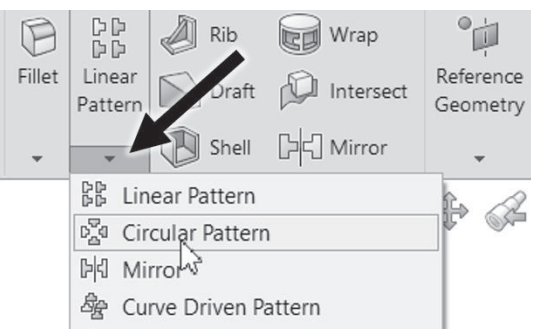 Fillet
Linear
Pattern
Rib
Draft
Shell
Wrap
Intersect
Mirror
Reference
Geometry
Linear Pattern
Circular Pattern
Mirror
Curve Driven Pattern